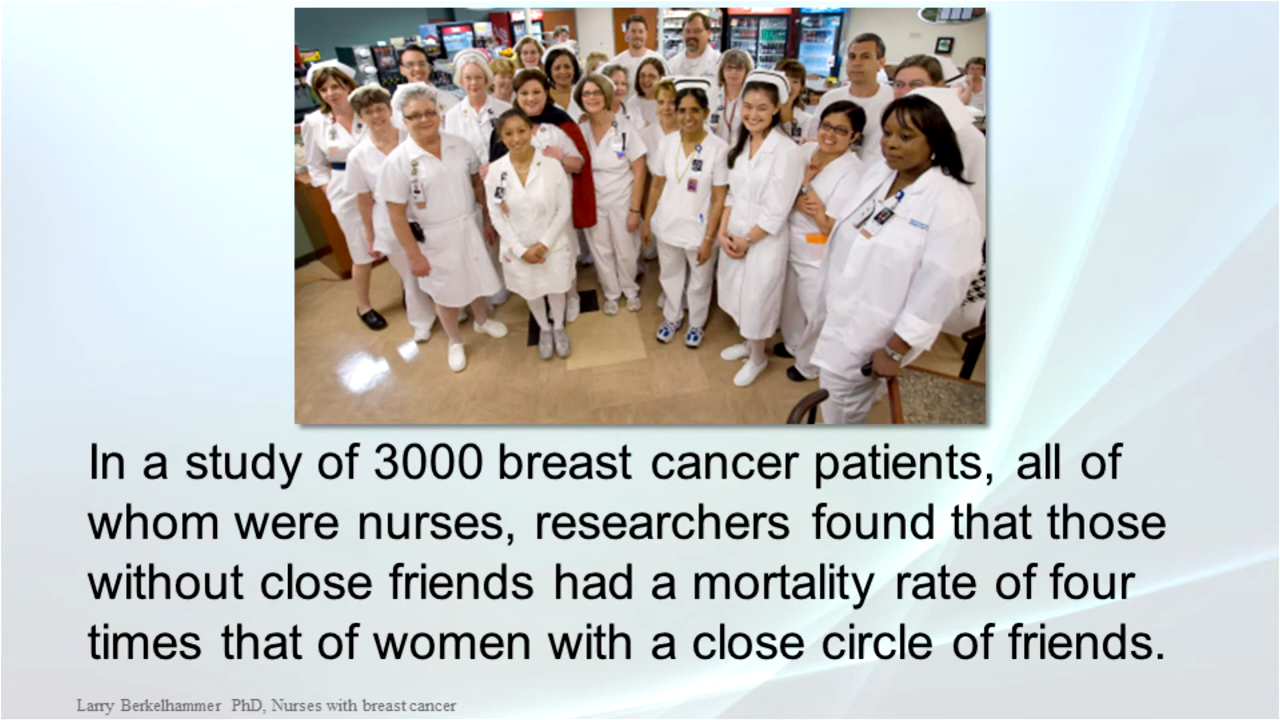 In a study of 3000 breast cancer patients, all of
whom were nurses, researchers found that those
without close friends had a mortality rate of four
times that of women with a close circle of friends.
Larry Berkelhammer PhD, Nurses with breast cancer